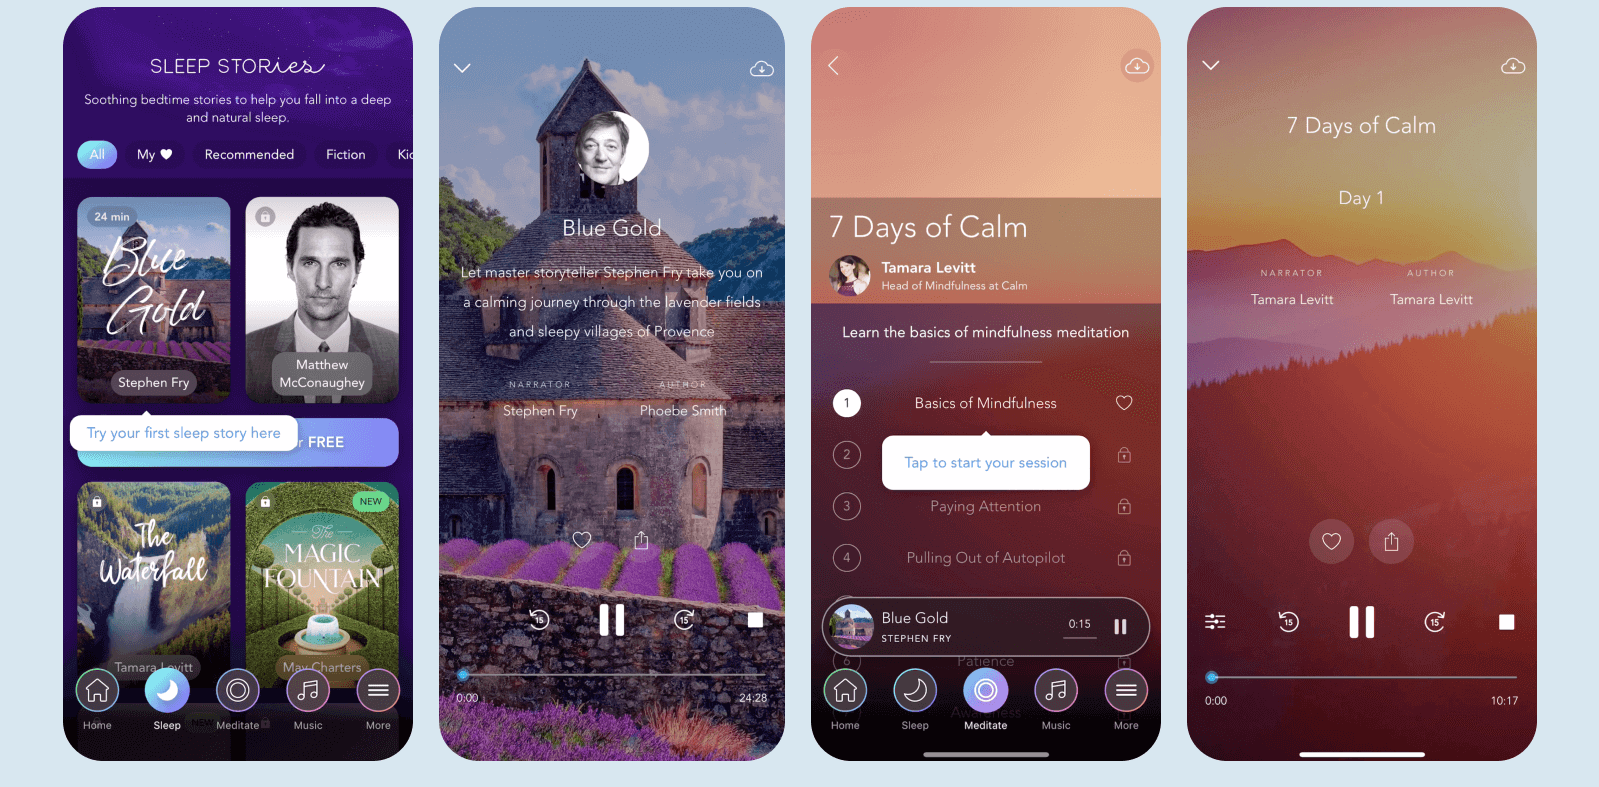 SLEEP STORies
Soothing bedtime stories to help you fall into a deep
and natural sleep.
All
My
Recommended
Fiction
24 min
Blue
Gold
Stephen Fry
Matthew
McConaughey
Try your first sleep story here
FREE
The
Waterfall
Tamara Levitt
NEW
The
MAGIC
FOUNTAIN
May Charters
NEW
Home
Sleep
Meditate
Music
More
Blue Gold
Let master storyteller Stephen Fry take you on
a calming journey through the lavender fields
and sleepy villages of Provence
NARRATOR
AUTHOR
Stephen Fry
Phoebe Smith
15
15
0:00
24:28
7 Days of Calm
Tamara Levitt
Head of Mindfulness at Calm
Learn the basics of mindfulness meditation
1
Basics of Mindfulness
2
Tap to start your session
3
Paying Attention
4
Pulling Out of Autopilot
Blue Gold
STEPHEN FRY
0:15
6
Patience
Awareness
Home
Sleep
Meditate
Music
More
7 Days of Calm
Day 1
NARRATOR
AUTHOR
Tamara Levitt
Tamara Levitt
15
15
0:00
10:17